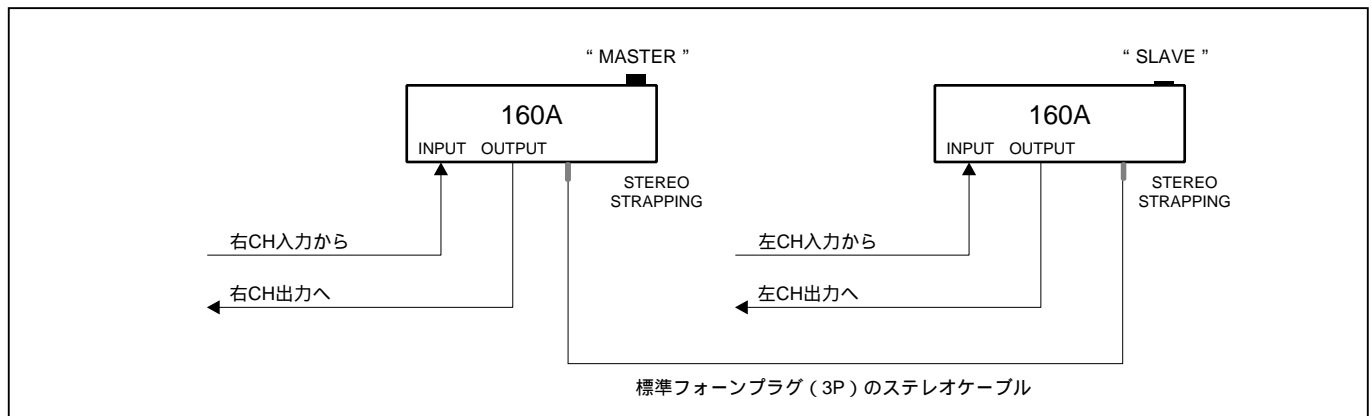 “ MASTER ”
160A
INPUT OUTPUT
STEREO
STRAPPING
右CH入力から
右CH出力へ
“ SLAVE ”
160A
INPUT OUTPUT
STEREO
STRAPPING
左CH入力から
左CH出力へ
標準フォーンプラグ(3P)のステレオケーブル